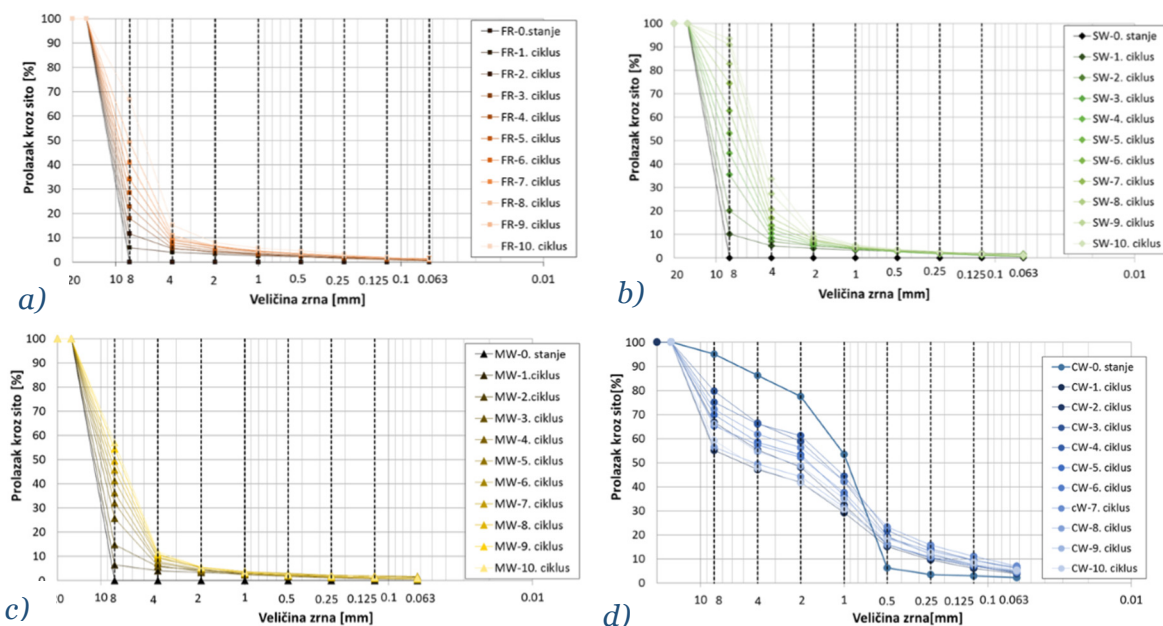 Prolazak kroz sito [%]
100
90
80
70
60
50
40
30
20
10
0
20 10 8 4 2 1 0.5 0.25 0.125 0.1 0.063 0.01
Veličina zrna [mm]
FR-0.stanje
FR-1. ciklus
FR-2. ciklus
FR-3. ciklus
FR-4. ciklus
FR-5. ciklus
FR-6. ciklus
FR-7. ciklus
FR-8. ciklus
FR-9. ciklus
FR-10. ciklus
a)
Prolazak kroz sito [%]
100
90
80
70
60
50
40
30
20
10
0
20 10 8 4 2 1 0.5 0.25 0.125 0.1 0.063 0.01
Veličina zrna [mm]
SW-0. stanje
SW-1. ciklus
SW-2. ciklus
SW-3. ciklus
SW-4. ciklus
SW-5. ciklus
SW-6. ciklus
SW-7. ciklus
SW-8. ciklus
SW-9. ciklus
SW-10. ciklus
b)
Prolazak kroz sito [%]
100
90
80
70
60
50
40
30
20
10
0
:0 10 8 4 2 1 0.5 0.25 0.125 0.1 0.063 0.01
Veličina zrna [mm]
MW-0. stanje
MW-1.ciklus
MW-2.ciklus
MW-3. ciklus
MW-4. ciklus
MW-5. ciklus
MW-6. ciklus
MW-7. ciklus
MW-8. ciklus
MW-9. ciklus
MW-10. ciklus
c)
Prolazak kroz sito[%]
100
90
80
70
60
50
40
30
20
10
0
10 8 4 2 1 0.5 0.25 0.125 0.1 0.063 0.01
Veličina zrna[mm]
CW-0. stanje
CW-1. ciklus
CW-2. ciklus
CW-3. ciklus
CW-4. ciklus
CW-5. ciklus
CW-6. ciklus
cW-7. ciklus
CW-8. ciklus
CW-9. ciklus
CW-10. ciklus
d)